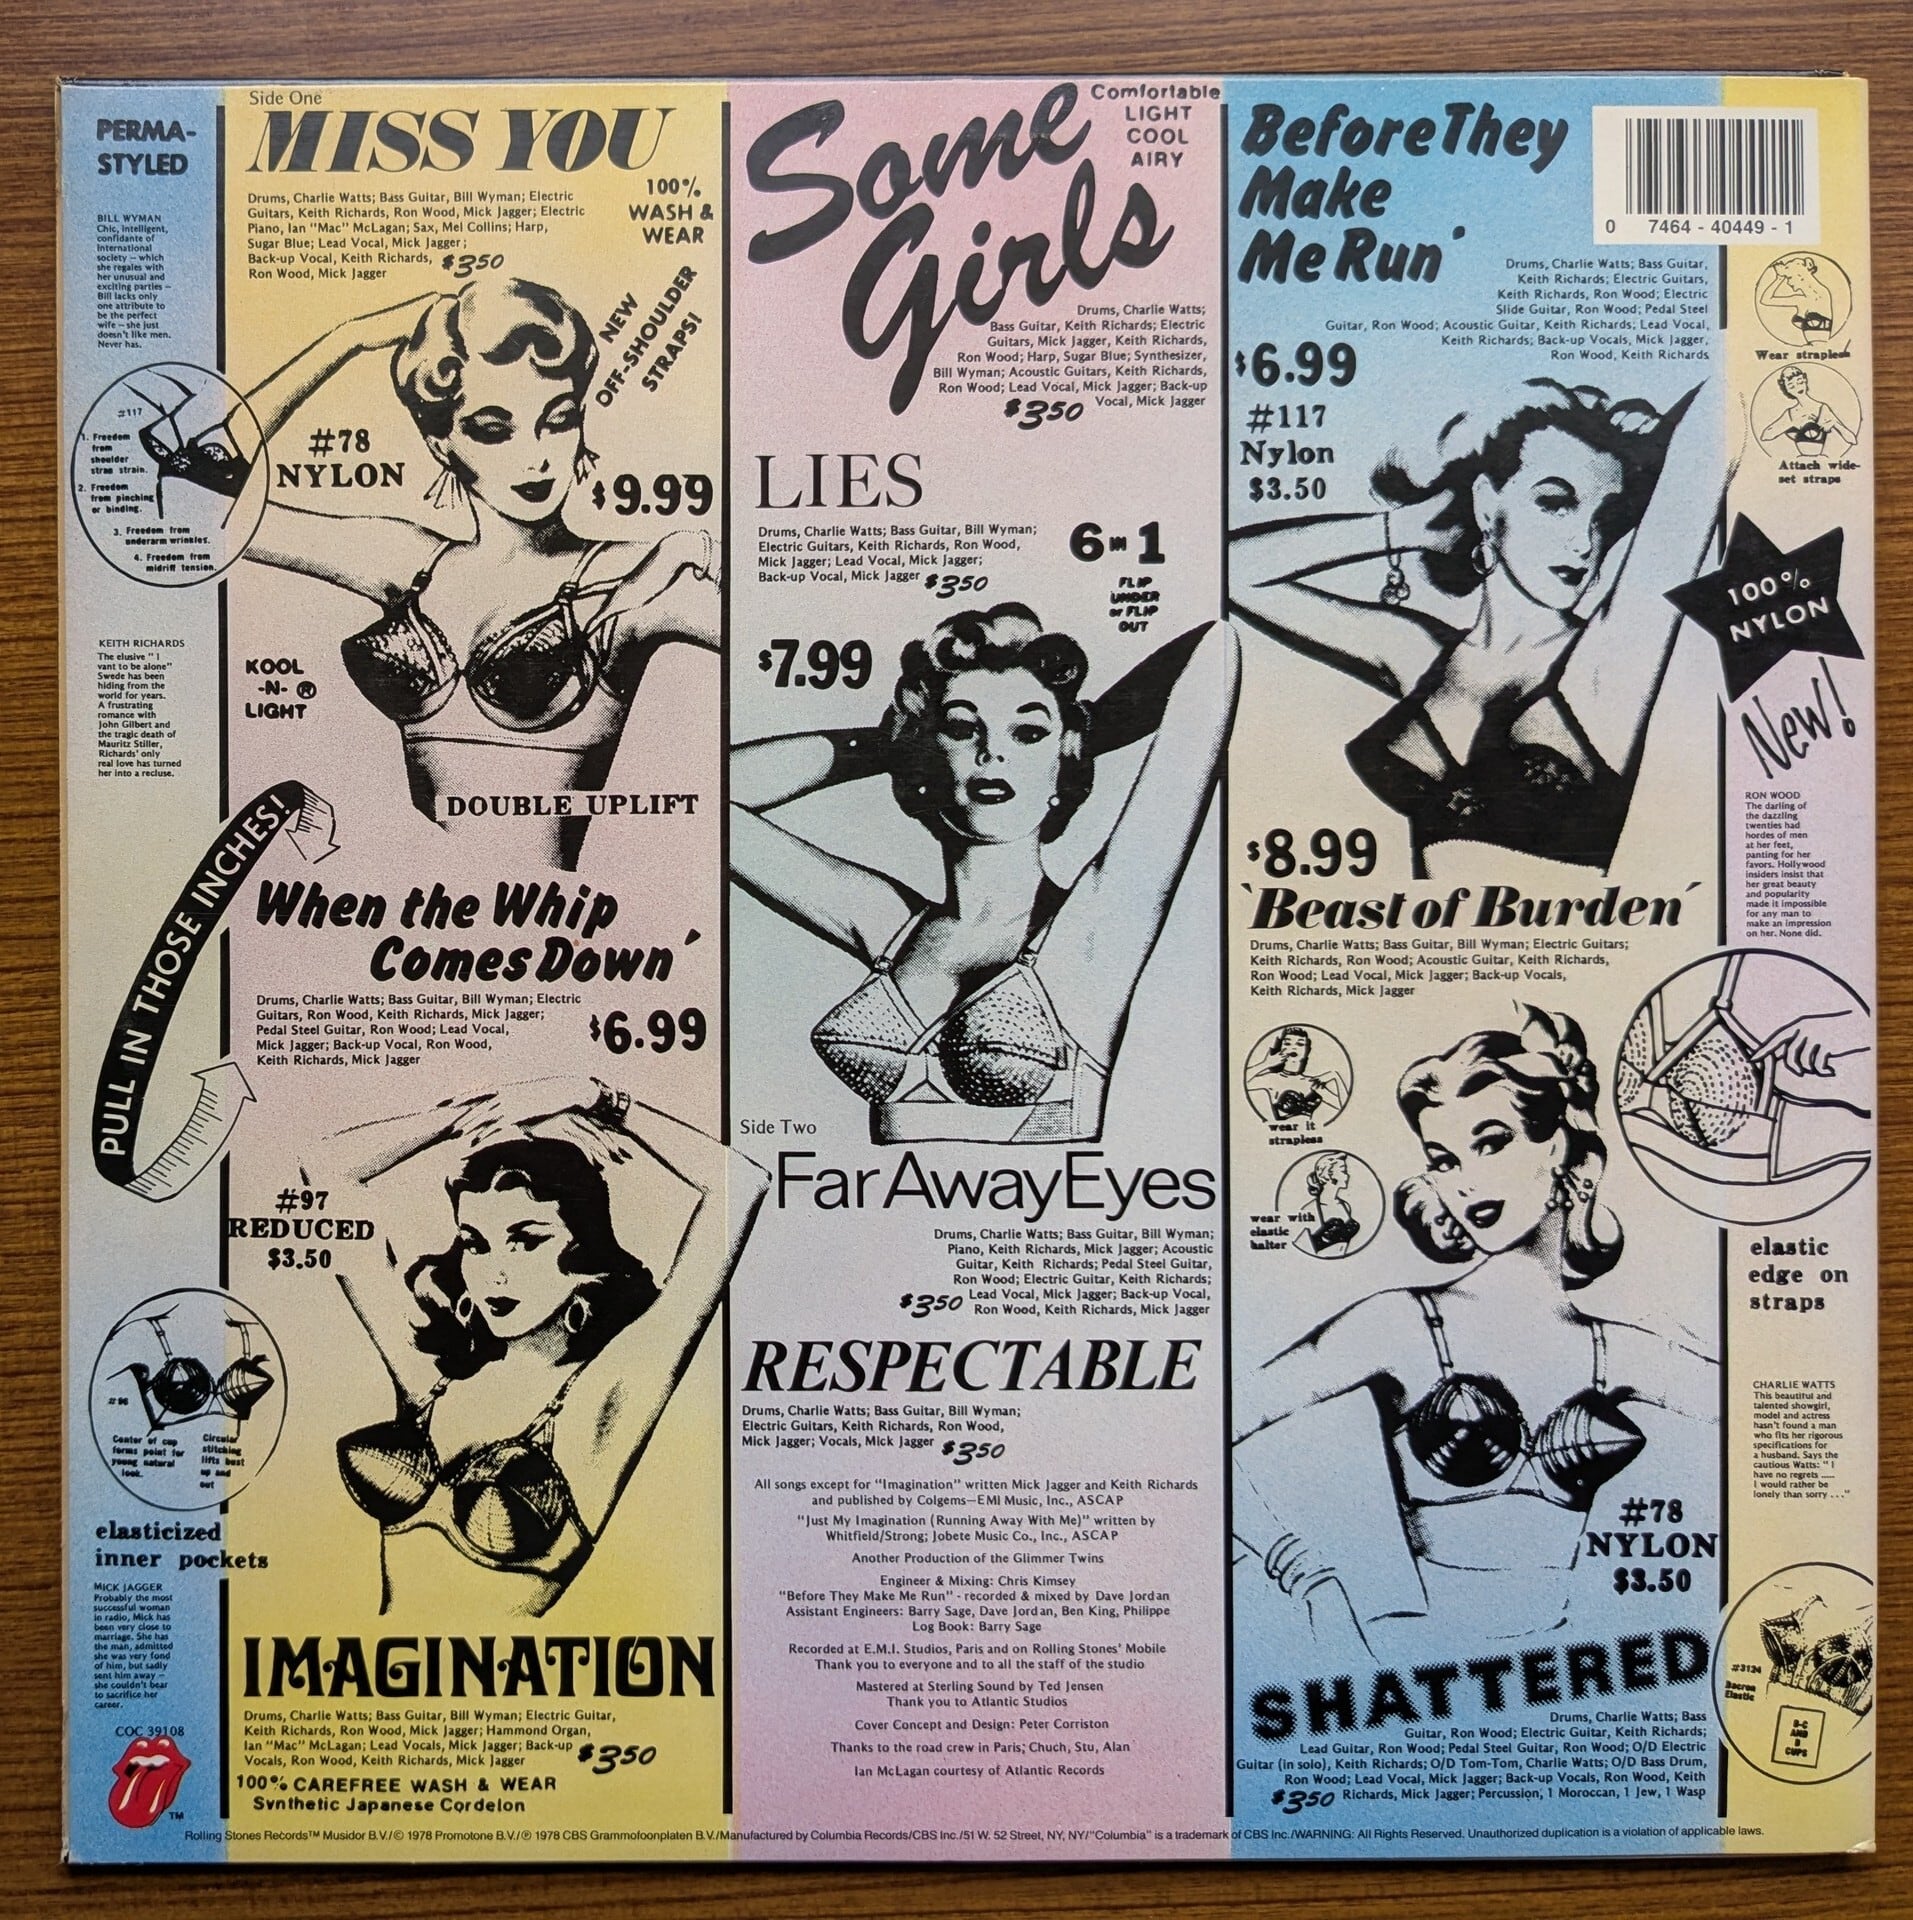 PERMA-
STYLED
BILL WYMAN
Chic, intelligent,
confidante of
International
society — which
she regales with
her unusual and
exciting parties —
Bill lacks only
one attribute to
be the perfect
wife — she just
doesn't like men.
Never has.
#117
1. Freedom
from
shoulder
strap strain.
2. Freedom
from pinching
or binding.
3. Freedom from
underarm wrinkles.
4. Freedom from
midriff tension.
KEITH RICHARDS
The elusive "I
vant to be alone"
Swede has been
hiding from the
world for years.
A frustrating
romance with
John Gilbert and
the tragic death of
Mauritz Stiller,
Richards' only
real love has turned
her into a recluse.
PULL IN THOSE INCHES!
#96
Center of cup
forms point for
young natural
look.
Circular
stitching
lifts bust
up and
out
elasticized
inner pockets
MICK JAGGER
Probably the most
successful woman
in radio, Mick has
been very close to
marriage. She has
the man, admitted
she was very fond
of him, but sadly
sent him away —
she couldn't bear
to sacrifice her
career.
COC 39108
TM
Side One
MISS YOU
Drums, Charlie Watts; Bass Guitar, Bill Wyman; Electric
Guitars, Keith Richards, Ron Wood, Mick Jagger; Electric
Piano, Ian "Mac" McLagan; Sax, Mel Collins; Harp,
Sugar Blue; Lead Vocal, Mick Jagger;
Back-up Vocal, Keith Richards,
Ron Wood, Mick Jagger
$3.50
100%
WASH &
WEAR
NEW
OFF-SHOULDER
STRAPS!
#78
NYLON
$9.99
KOOL
-N- ®
LIGHT
DOUBLE UPLIFT
When the Whip
Comes Down'
Drums, Charlie Watts; Bass Guitar, Bill Wyman; Electric
Guitars, Ron Wood, Keith Richards, Mick Jagger;
Pedal Steel Guitar, Ron Wood; Lead Vocal,
Mick Jagger; Back-up Vocal, Ron Wood,
Keith Richards, Mick Jagger
$6.99
#97
REDUCED
$3.50
IMAGINATION
Drums, Charlie Watts; Bass Guitar, Bill Wyman; Electric Guitar,
Keith Richards, Ron Wood, Mick Jagger; Hammond Organ,
Ian "Mac" McLagan; Lead Vocals, Mick Jagger; Back-up
Vocals, Ron Wood, Keith Richards, Mick Jagger
$3.50
100% CAREFREE WASH & WEAR
Synthetic Japanese Cordelon
Some
Girls
Comfortable
LIGHT
COOL
AIRY
Drums, Charlie Watts;
Bass Guitar, Keith Richards; Electric
Guitars, Mick Jagger, Keith Richards,
Ron Wood; Harp, Sugar Blue; Synthesizer,
Bill Wyman; Acoustic Guitars, Keith Richards,
Ron Wood; Lead Vocal, Mick Jagger; Back-up
Vocal, Mick Jagger
$3.50
LIES
Drums, Charlie Watts; Bass Guitar, Bill Wyman;
Electric Guitars, Keith Richards, Ron Wood,
Mick Jagger; Lead Vocal, Mick Jagger;
Back-up Vocal, Mick Jagger
$3.50
6 IN 1
FLIP
UNDER
or FLIP
OUT
$7.99
Side Two
Far Away Eyes
Drums, Charlie Watts; Bass Guitar, Bill Wyman;
Piano, Keith Richards, Mick Jagger; Acoustic
Guitar, Keith Richards; Pedal Steel Guitar,
Ron Wood; Electric Guitar, Keith Richards;
Lead Vocal, Mick Jagger; Back-up Vocal,
Ron Wood, Keith Richards, Mick Jagger
$3.50
RESPECTABLE
Drums, Charlie Watts; Bass Guitar, Bill Wyman;
Electric Guitars, Keith Richards, Ron Wood,
Mick Jagger; Vocals, Mick Jagger
$3.50
All songs except for "Imagination" written Mick Jagger and Keith Richards
and published by Colgems—EMI Music, Inc., ASCAP
"Just My Imagination (Running Away With Me)" written by
Whitfield/Strong; Jobete Music Co., Inc., ASCAP
Another Production of the Glimmer Twins
Engineer & Mixing: Chris Kimsey
"Before They Make Me Run" - recorded & mixed by Dave Jordan
Assistant Engineers: Barry Sage, Dave Jordan, Ben King, Philippe
Log Book: Barry Sage
Recorded at E.M.I. Studios, Paris and on Rolling Stones' Mobile
Thank you to everyone and to all the staff of the studio
Mastered at Sterling Sound by Ted Jensen
Thank you to Atlantic Studios
Cover Concept and Design: Peter Corriston
Thanks to the road crew in Paris; Chuch, Stu, Alan
Ian McLagan courtesy of Atlantic Records
Before They
Make
Me Run'
Drums, Charlie Watts; Bass Guitar,
Keith Richards; Electric Guitars,
Keith Richards, Ron Wood; Electric
Slide Guitar, Ron Wood; Pedal Steel
Guitar, Ron Wood; Acoustic Guitar, Keith Richards; Lead Vocal,
Keith Richards; Back-up Vocals, Mick Jagger,
Ron Wood, Keith Richards
$6.99
#117
Nylon
$3.50
$8.99
'Beast of Burden'
Drums, Charlie Watts; Bass Guitar, Bill Wyman; Electric Guitars;
Keith Richards, Ron Wood; Acoustic Guitar, Keith Richards,
Ron Wood; Lead Vocal, Mick Jagger; Back-up Vocals,
Keith Richards, Mick Jagger
wear it
strapless
wear with
elastic
halter
#78
NYLON
$3.50
SHATTERED
Drums, Charlie Watts; Bass
Guitar, Ron Wood; Electric Guitar, Keith Richards;
Lead Guitar, Ron Wood; Pedal Steel Guitar, Ron Wood; O/D Electric
Guitar (in solo), Keith Richards; O/D Tom-Tom, Charlie Watts; O/D Bass Drum,
Ron Wood; Lead Vocal, Mick Jagger; Back-up Vocals, Ron Wood, Keith
Richards, Mick Jagger; Percussion, 1 Moroccan, 1 Jew, 1 Wasp
$3.50
0 7464 - 40449 - 1
Wear strapless
Attach wide-
set straps
100%
NYLON
New!
RON WOOD
The darling of
the dazzling
twenties had
hordes of men
at her feet,
panting for her
favors. Hollywood
insiders insist that
her great beauty
and popularity
made it impossible
for any man to
make an impression
on her. None did.
elastic
edge on
straps
CHARLIE WATTS
This beautiful and
talented showgirl,
model and actress
hasn't found a man
who fits her rigorous
specifications for
a husband. Says the
cautious Watts: "I
have no regrets .....
I would rather be
lonely than sorry . . ."
#3124
Dacron
Elastic
B-C
AND
D
CUPS
Rolling Stones Records™ Musidor B.V./© 1978 Promotone B.V./℗ 1978 CBS Grammofoonplaten B.V./Manufactured by Columbia Records/CBS Inc./51 W. 52 Street, NY, NY/"Columbia" is a trademark of CBS Inc./WARNING: All Rights Reserved. Unauthorized duplication is a violation of applicable laws.